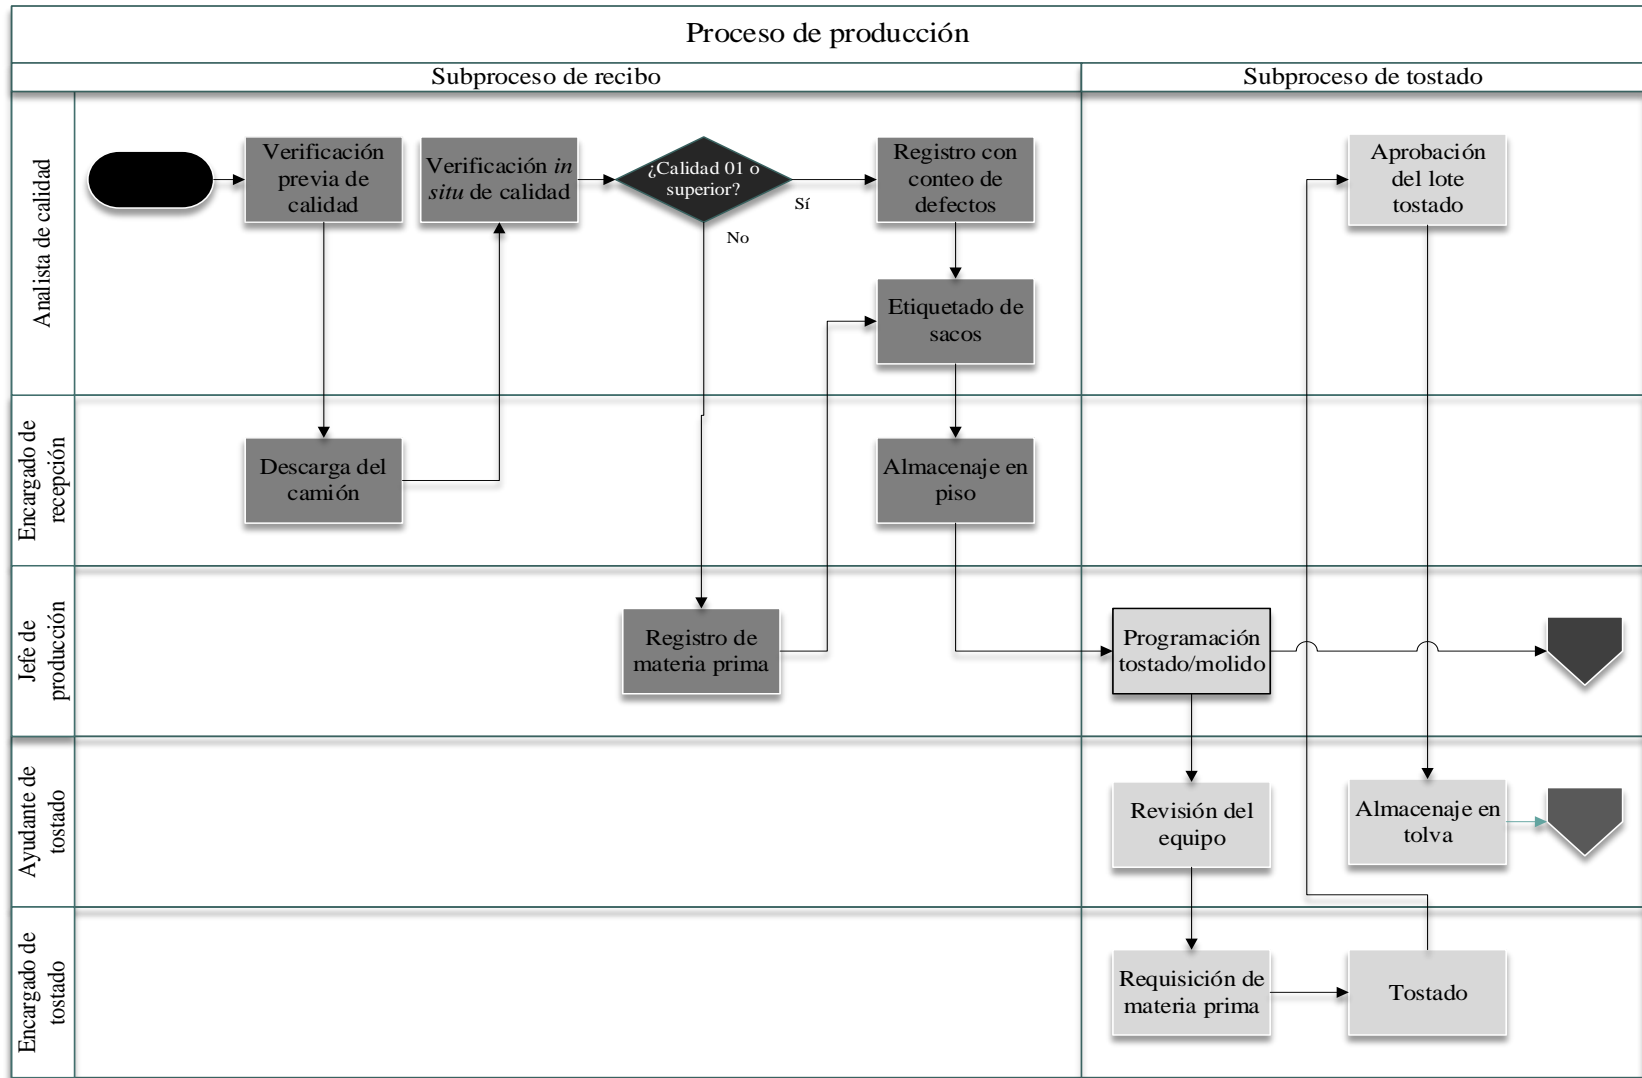 Proceso de producción
Subproceso de recibo
Subproceso de tostado
Analista de calidad
Verificación
previa de
calidad
Verificación in
situ de calidad
¿Calidad 01 o
superior?
Sí
No
Registro con
conteo de
defectos
Aprobación
del lote
tostado
Etiquetado de
sacos
Encargado de
recepción
Descarga del
camión
Almacenaje en
piso
Jefe de
producción
Registro de
materia prima
Programación
tostado/molido
Ayudante de
tostado
Revisión del
equipo
Almacenaje en
tolva
Encargado de
tostado
Requisición de
materia prima
Tostado